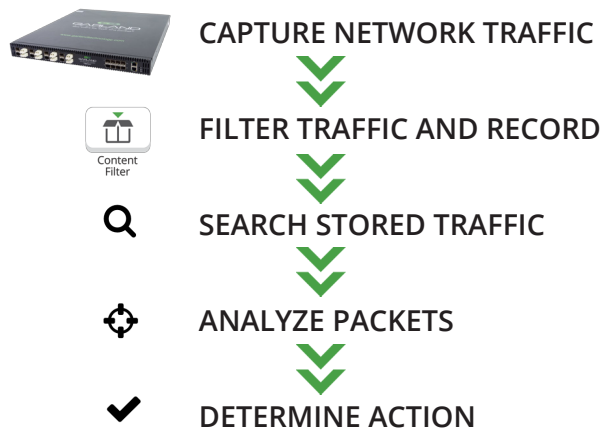 CAPTURE NETWORK TRAFFIC
FILTER TRAFFIC AND RECORD
Content
Filter
SEARCH STORED TRAFFIC
ANALYZE PACKETS
DETERMINE ACTION